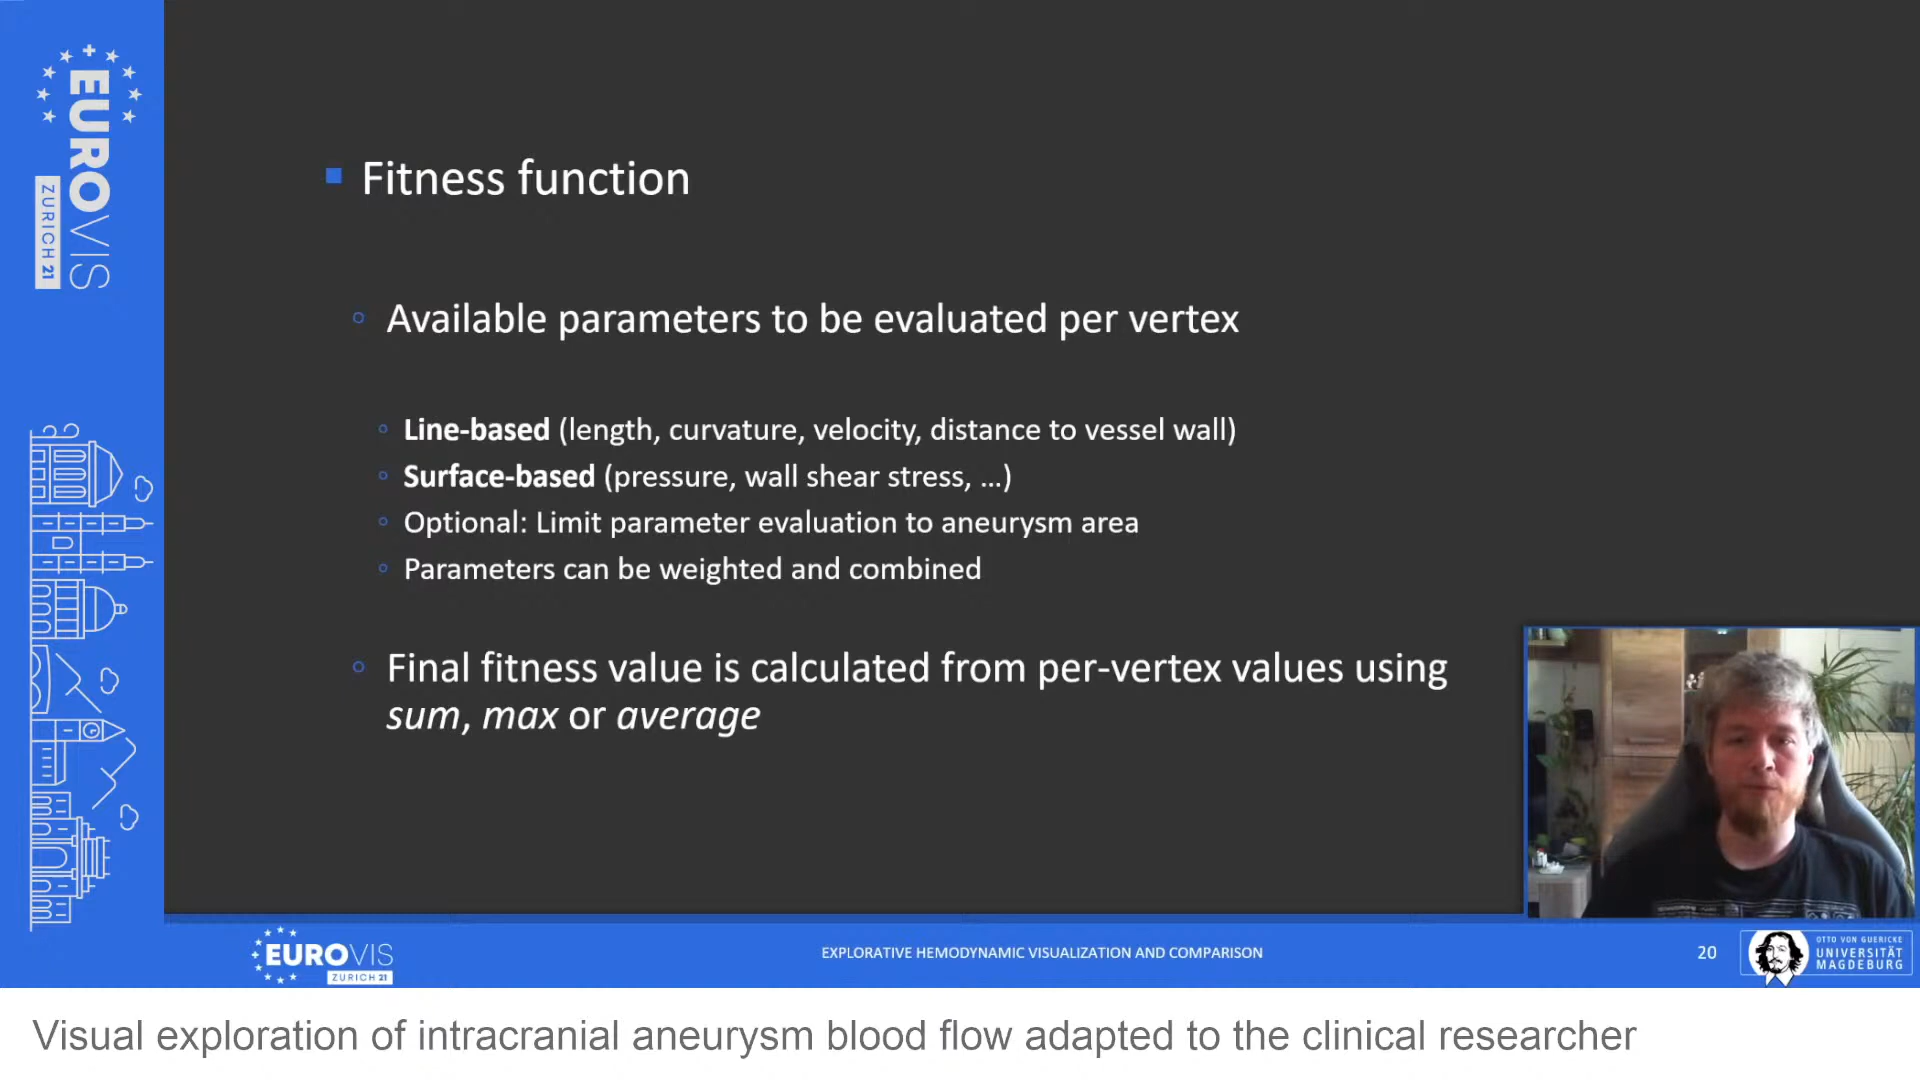 EUROVIS
ZURICH 21
Fitness function
Available parameters to be evaluated per vertex
Line-based (length, curvature, velocity, distance to vessel wall)
Surface-based (pressure, wall shear stress, ...)
Optional: Limit parameter evaluation to aneurysm area
Parameters can be weighted and combined
Final fitness value is calculated from per-vertex values using
sum, max or average
EUROVIS
ZURICH 21
EXPLORATIVE HEMODYNAMIC VISUALIZATION AND COMPARISON
20
OTTO VON GUERICKE
UNIVERSITÄT
MAGDEBURG
Visual exploration of intracranial aneurysm blood flow adapted to the clinical researcher